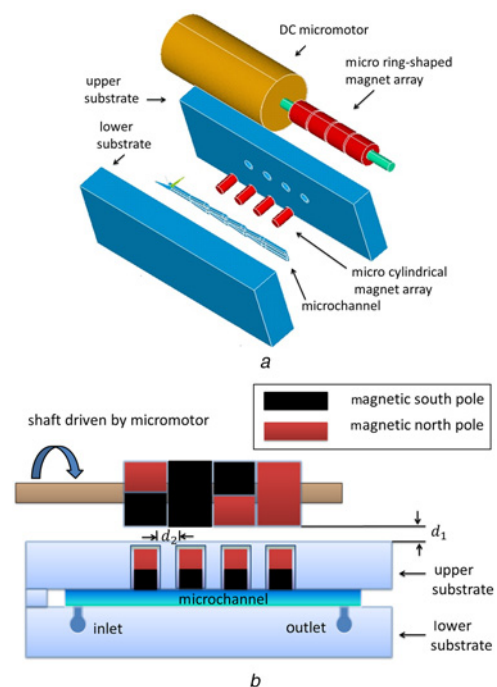 DC micromotor
micro ring-shaped
magnet array
upper
substrate
lower
substrate
micro cylindrical
magnet array
microchannel
a
magnetic south pole
magnetic north pole
shaft driven by micromotor
d₂
d₁
upper
substrate
microchannel
inlet
outlet
lower
substrate
b